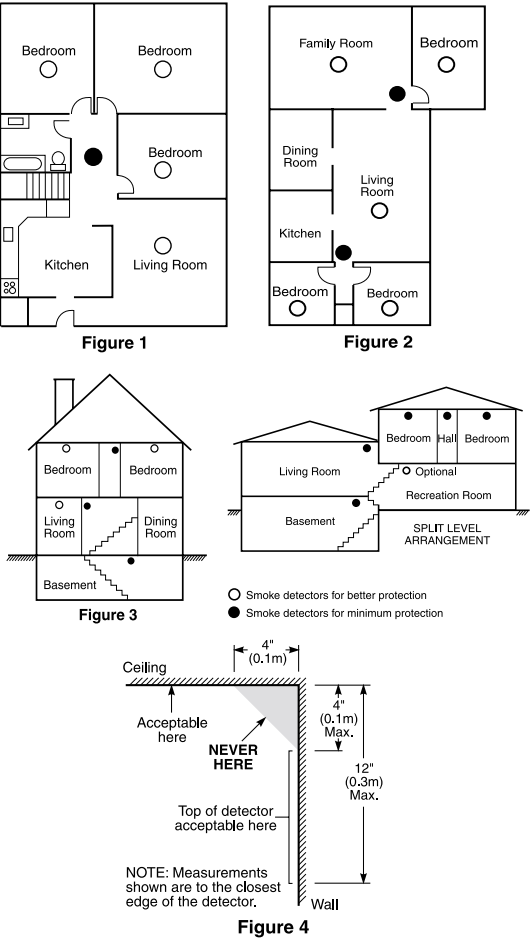 Bedroom
Bedroom
Bedroom
Kitchen
Living Room
Figure 1
Family Room
Bedroom
Dining
Room
Living
Room
Kitchen
Bedroom
Bedroom
Figure 2
Bedroom
Bedroom
Living
Room
Dining
Room
Basement
Figure 3
Bedroom
Hall
Bedroom
Living Room
Optional
Recreation Room
Basement
SPLIT LEVEL
ARRANGEMENT
Smoke detectors for better protection
Smoke detectors for minimum protection
4"
(0.1m)
Ceiling
Acceptable
here
NEVER
HERE
4"
(0.1m)
Max.
12"
(0.3m)
Max.
Top of detector
acceptable here
NOTE: Measurements
shown are to the closest
edge of the detector.
Wall
Figure 4